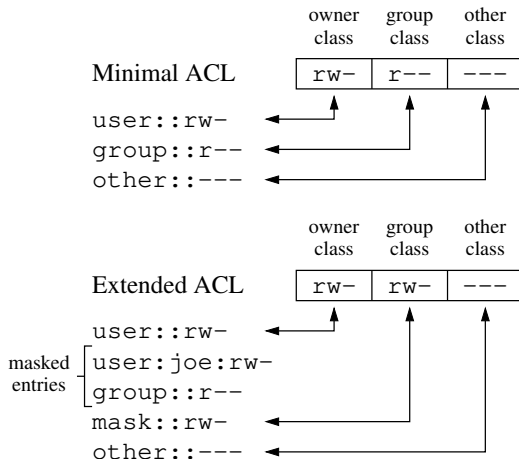 owner group other
class class class
Minimal ACL rw- r-- ---
user::rw-
group::r--
other::---
owner group other
class class class
Extended ACL rw- rw- ---
user::rw-
masked
entries
user:joe:rw-
group::r--
mask::rw-
other::---